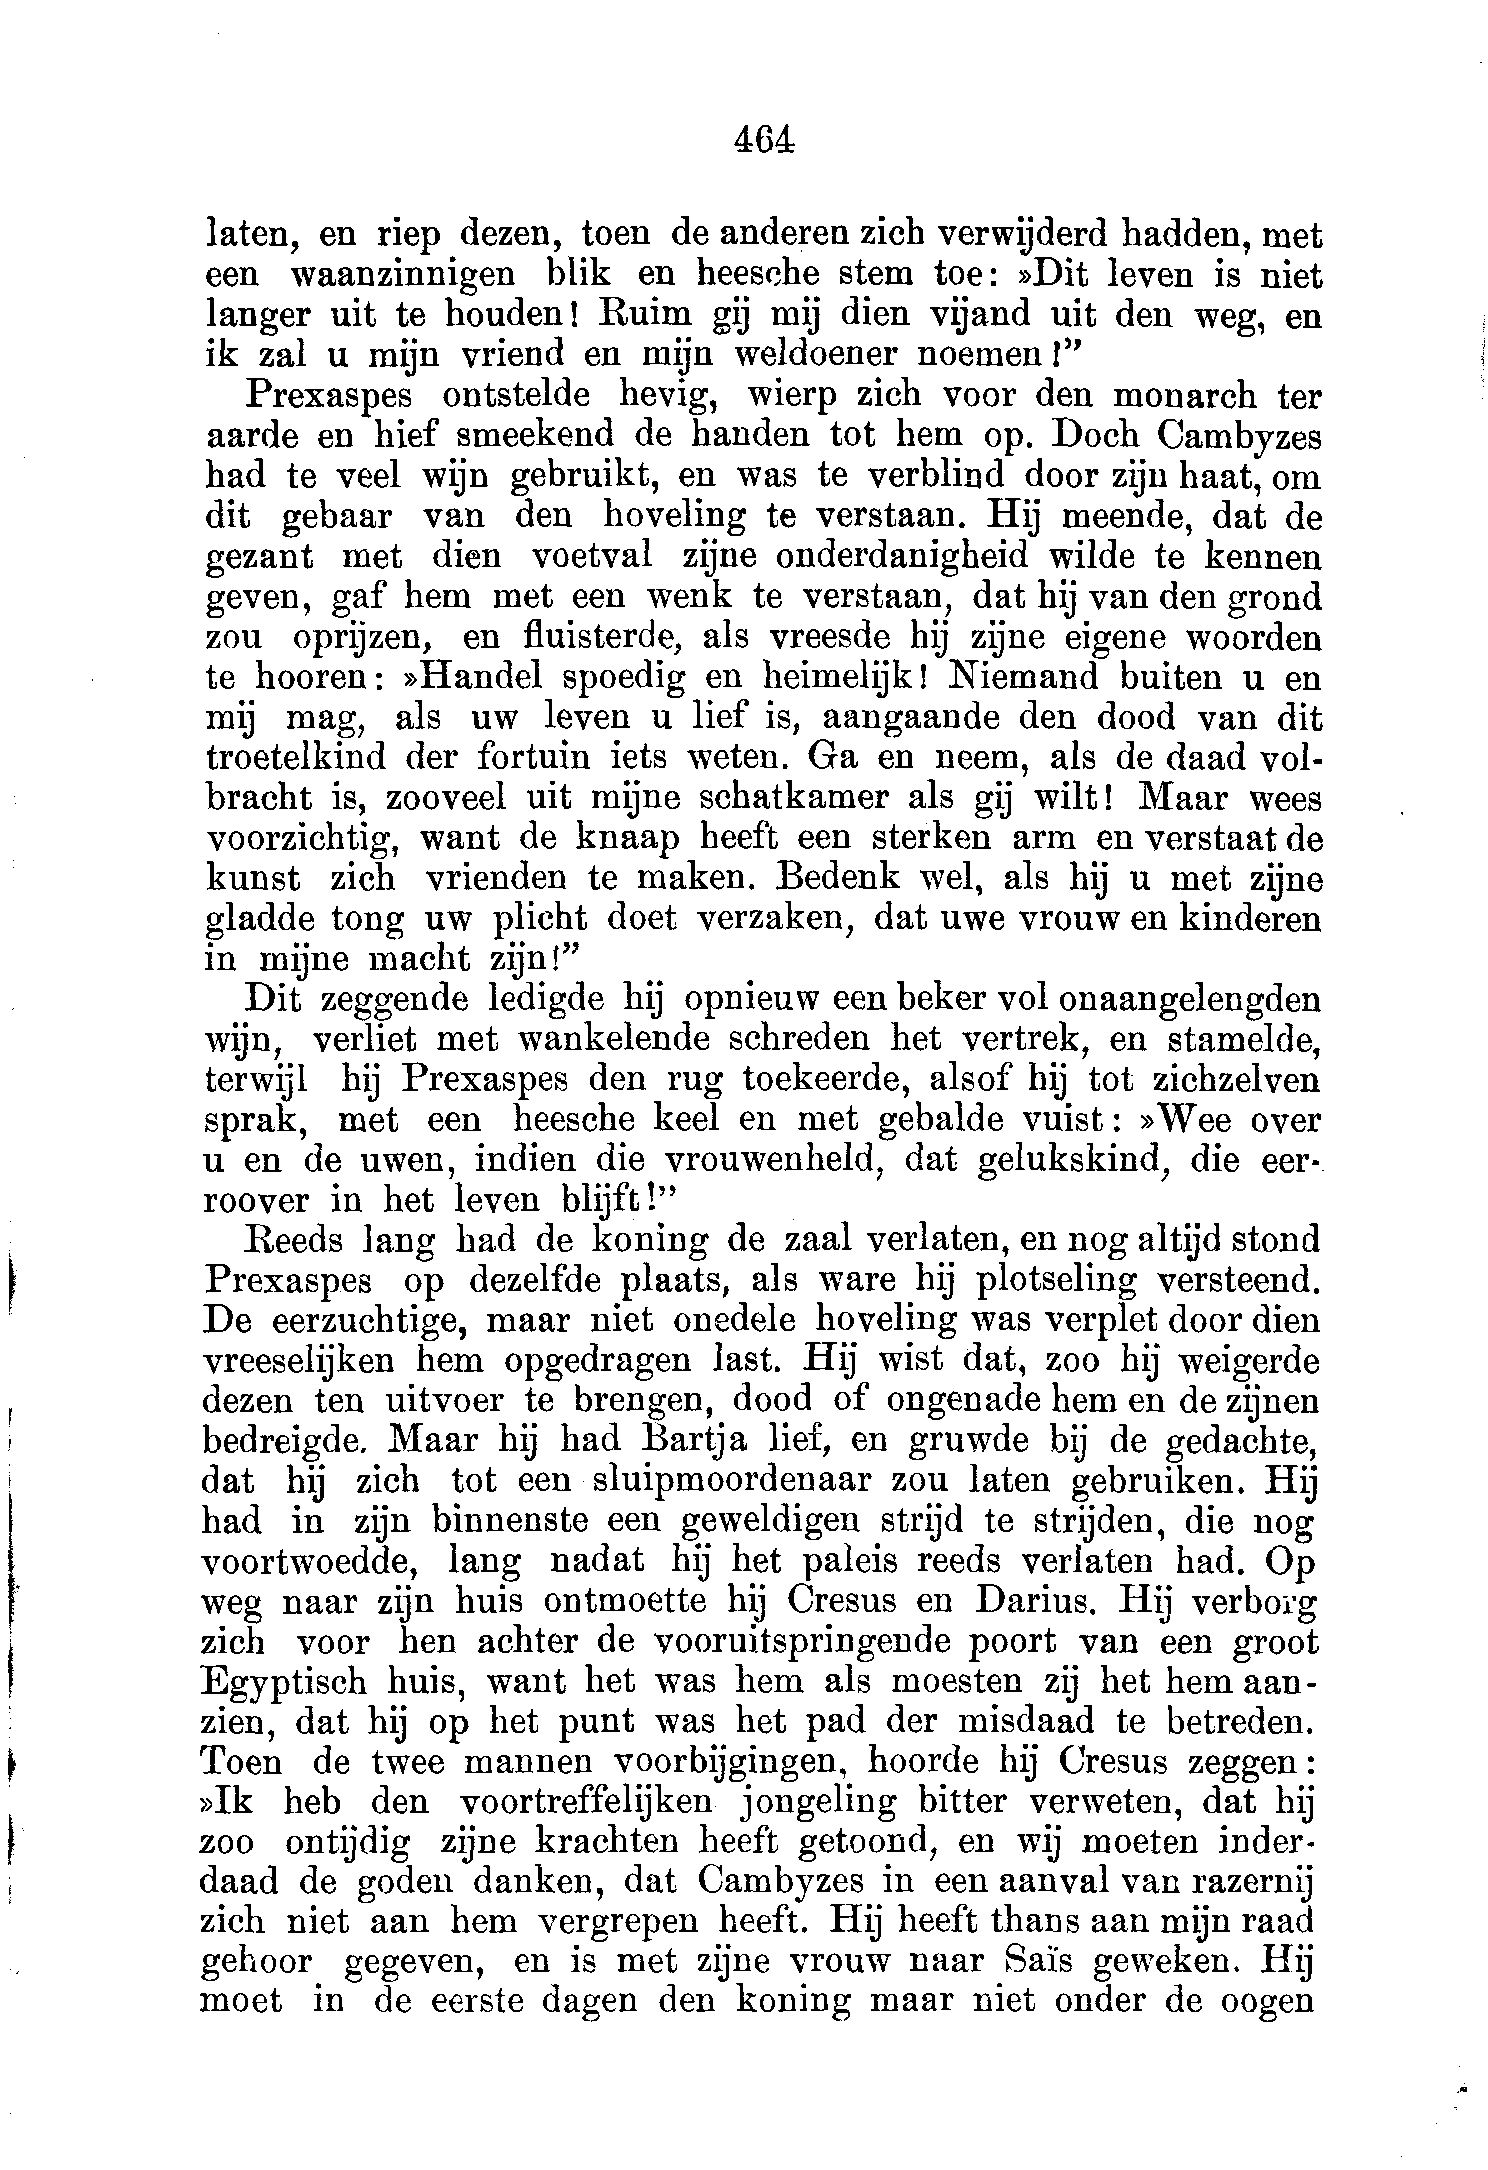 464
laten, en riep dezen, toen de anderen zich verwijderd hadden, met
een waanzinnigen blik en heesche stem toe: »Dit leven is niet
langer uit te houden! Ruim gij mij dien vijand uit den weg, en
ik zal u mijn vriend en mijn weldoener noemen!”
Prexaspes ontstelde hevig, wierp zich voor den monarch ter
aarde en hief smeekend de handen tot hem op. Doch Cambyzes
had te veel wijn gebruikt, en was te verblind door zijn haat, om
dit gebaar van den hoveling te verstaan. Hij meende, dat de
gezant met dien voetval zijne onderdanigheid wilde te kennen
geven, gaf hem met een wenk te verstaan, dat hij van den grond
zou oprijzen, en fluisterde, als vreesde hij zijne eigene woorden
te hooren: »Handel spoedig en heimelijk! Niemand buiten u en
mij mag, als uw leven u lief is, aangaande den dood van dit
troetelkind der fortuin iets weten. Ga en neem, als de daad vol-
bracht is, zooveel uit mijne schatkamer als gij wilt! Maar wees
voorzichtig, want de knaap heeft een sterken arm en verstaat de
kunst zich vrienden te maken. Bedenk wel, als hij u met zijne
gladde tong uw plicht doet verzaken, dat uwe vrouw en kinderen
in mijne macht zijn!”
Dit zeggende ledigde hij opnieuw een beker vol onaangelengden
wijn, verliet met wankelende schreden het vertrek, en stamelde,
terwijl hij Prexaspes den rug toekeerde, alsof hij tot zichzelven
sprak, met een heesche keel en met gebalde vuist: »Wee over
u en de uwen, indien die vrouwenheld, dat gelukskind, die eer-
roover in het leven blijft!”
Reeds lang had de koning de zaal verlaten, en nog altijd stond
Prexaspes op dezelfde plaats, als ware hij plotseling versteend.
De eerzuchtige, maar niet onedele hoveling was verplet door dien
vreeselijken hem opgedragen last. Hij wist dat, zoo hij weigerde
dezen ten uitvoer te brengen, dood of ongenade hem en de zijnen
bedreigde. Maar hij had Bartja lief, en gruwde bij de gedachte,
dat hij zich tot een sluipmoordenaar zou laten gebruiken. Hij
had in zijn binnenste een geweldigen strijd te strijden, die nog
voortwoedde, lang nadat hij het paleis reeds verlaten had. Op
weg naar zijn huis ontmoette hij Cresus en Darius. Hij verborg
zich voor hen achter de vooruitspringende poort van een groot
Egyptisch huis, want het was hem als moesten zij het hem aan-
zien, dat hij op het punt was het pad der misdaad te betreden.
Toen de twee mannen voorbijgingen, hoorde hij Cresus zeggen:
»Ik heb den voortreffelijken jongeling bitter verweten, dat hij
zoo ontijdig zijne krachten heeft getoond, en wij moeten inder-
daad de goden danken, dat Cambyzes in een aanval van razernij
zich niet aan hem vergrepen heeft. Hij heeft thans aan mijn raad
gehoor gegeven, en is met zijne vrouw naar Saïs geweken. Hij
moet in de eerste dagen den koning maar niet onder de oogen